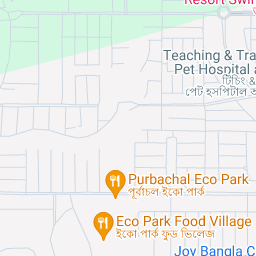 Resort Swi
Teaching & Tra
Pet Hospital a
টিচিং &
পেট হসপিটাল অ
Purbachal Eco Park
পূর্বাচল ইকো পার্ক
Eco Park Food Village
ইকো পার্ক ফুড ভিলেজ
Joy Bangla C